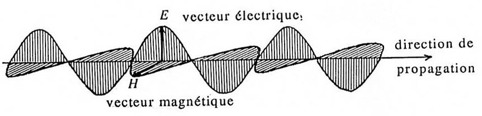 E vecteur électrique;
direction de
propagation
H
vecteur magnétique